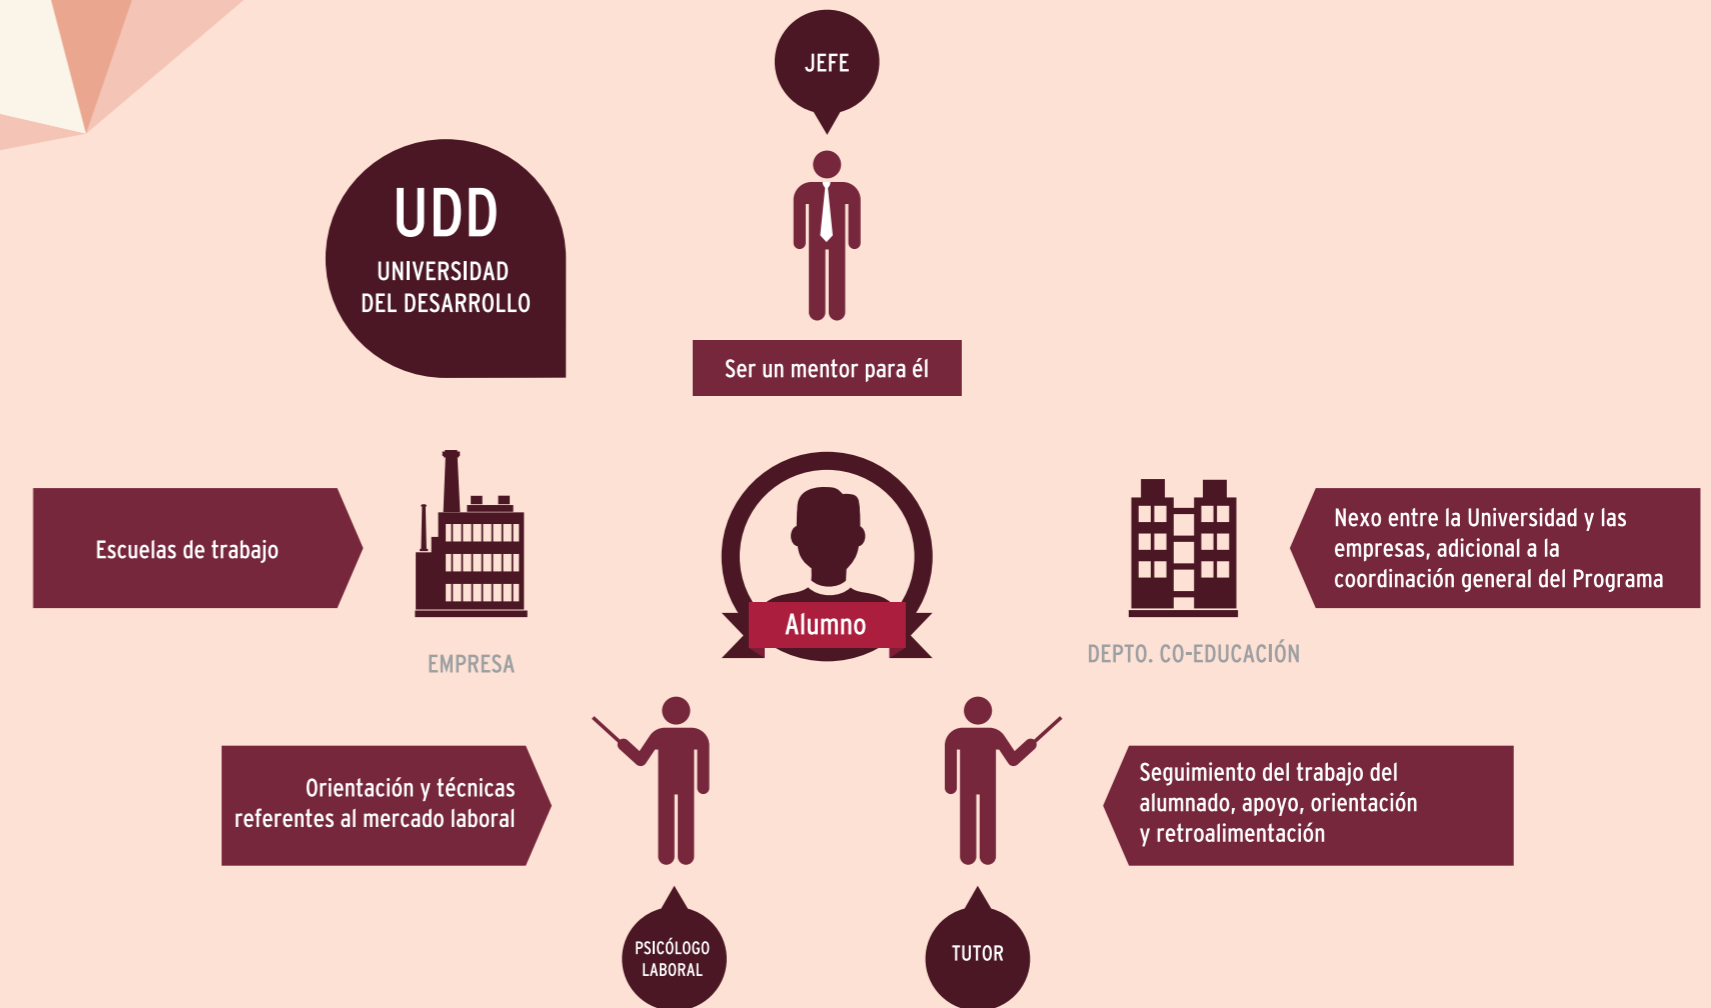 JEFE
UDD
UNIVERSIDAD
DEL DESARROLLO
Ser un mentor para él
Escuelas de trabajo
EMPRESA
Alumno
DEPTO. CO-EDUCACIÓN
Nexo entre la Universidad y las
empresas, adicional a la
coordinación general del Programa
Orientación y técnicas
referentes al mercado laboral
Seguimiento del trabajo del
alumnado, apoyo, orientación
y retroalimentación
PSICÓLOGO
LABORAL
TUTOR